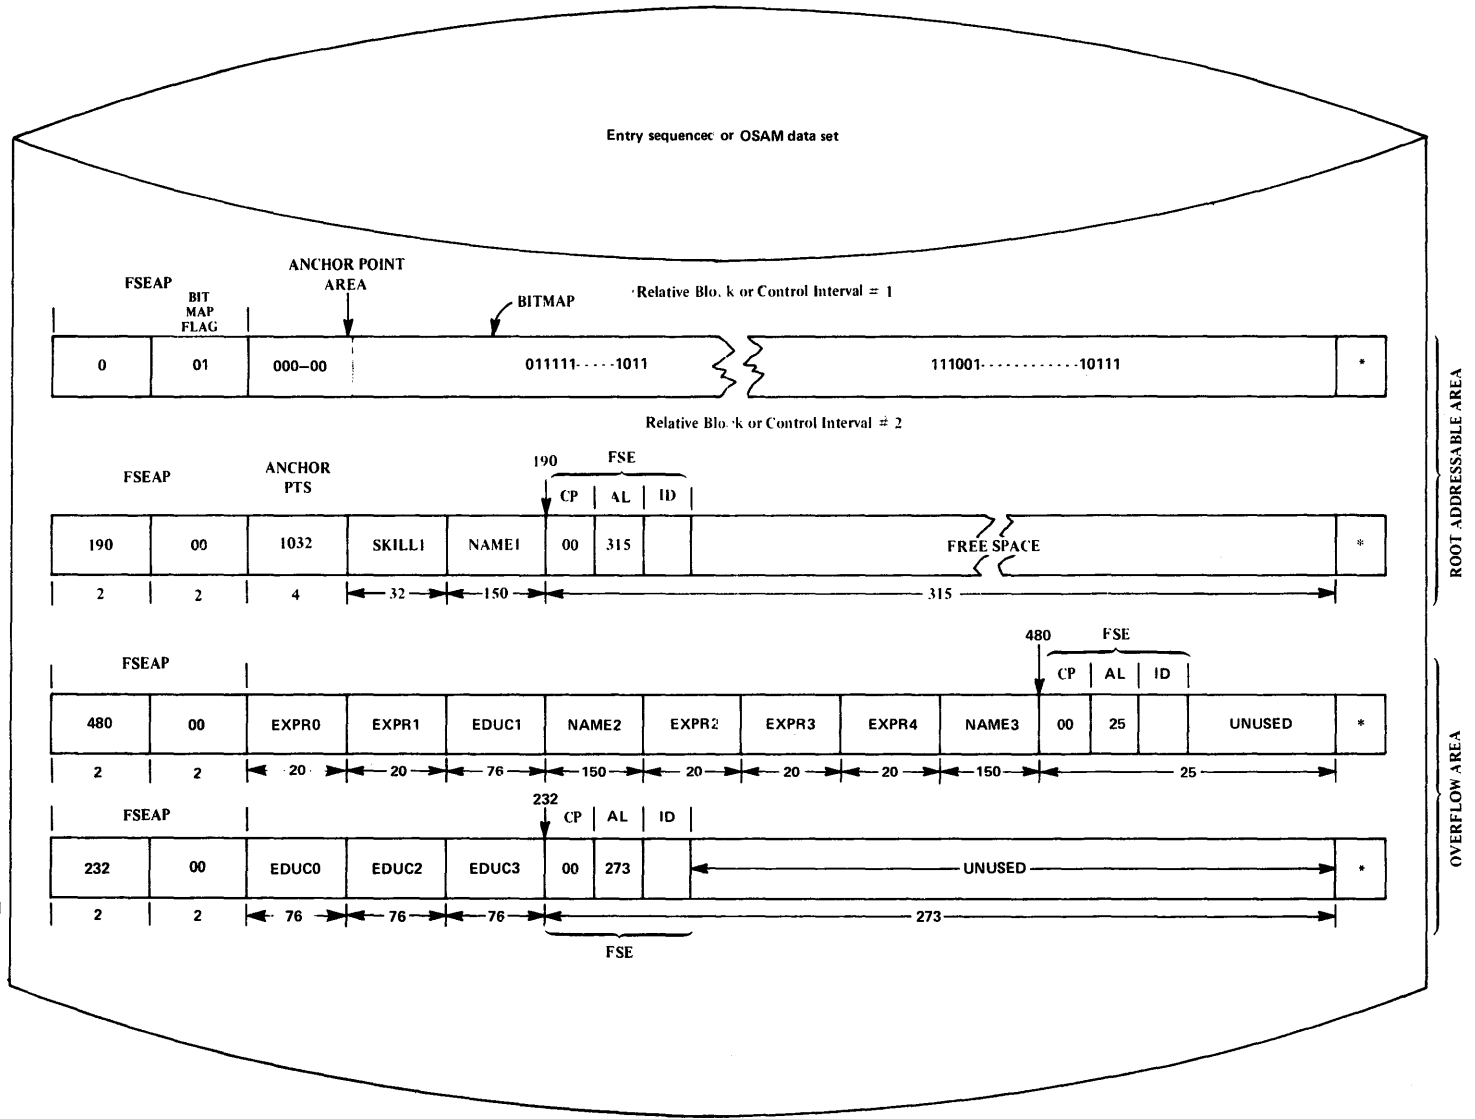 Entry sequenced or OSAM data set
FSEAP
BIT
MAP
FLAG
ANCHOR POINT
AREA
BITMAP
Relative Blo. k or Control Interval = 1
0 01 000–00 011111-----1011 111001------------10111 *
Relative Blo k or Control Interval # 2
FSEAP
ANCHOR
PTS
190
FSE
CP AL ID
190 00 1032 SKILL1 NAME1 00 315 FREE SPACE *
2 2 4 32 150 315
ROOT ADDRESSABLE AREA
FSEAP
480
FSE
CP AL ID
480 00 EXPR0 EXPR1 EDUC1 NAME2 EXPR2 EXPR3 EXPR4 NAME3 00 25 UNUSED *
2 2 20 20 76 150 20 20 20 150 25
FSEAP
232
CP AL ID
232 00 EDUC0 EDUC2 EDUC3 00 273 UNUSED *
2 2 76 76 76 273
FSE
OVERFLOW AREA